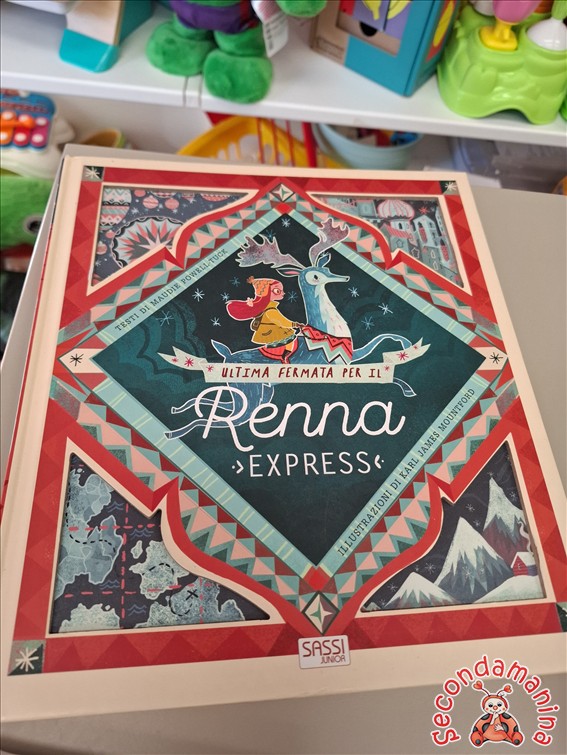 TESTI DI MAUDIE POWELL-TUCK
ULTIMA FERMATA PER IL
Renna
EXPRESS
ILLUSTRAZIONI DI KARL JAMES MOUNTFORD
SASSI
JUNIOR
Secondamanina